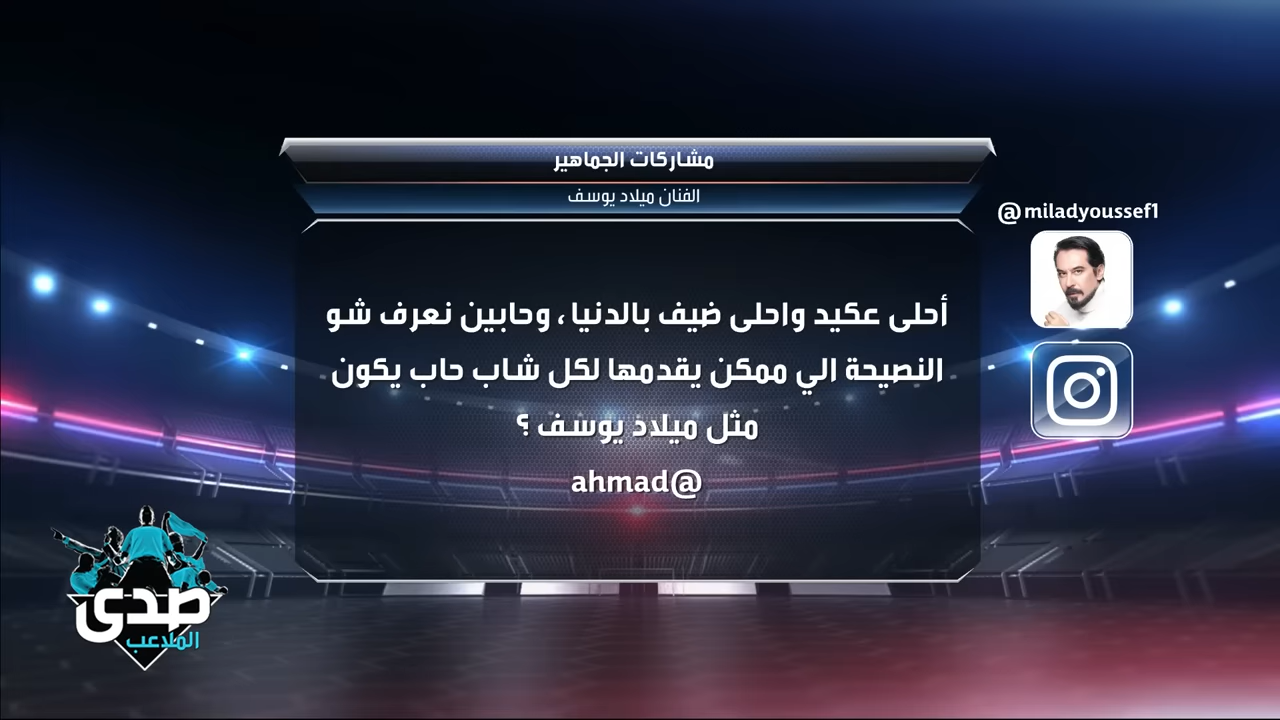 مشاركات الجماهير
الفنان ميلاد يوسف
@miladyoussef1
أحلى عكيد واحلى ضيف بالدنيا ، وحابين نعرف شو
النصيحة الي ممكن يقدمها لكل شاب حاب يكون
مثل ميلاد يوسف ؟
ahmad@
صدى
الملاعب